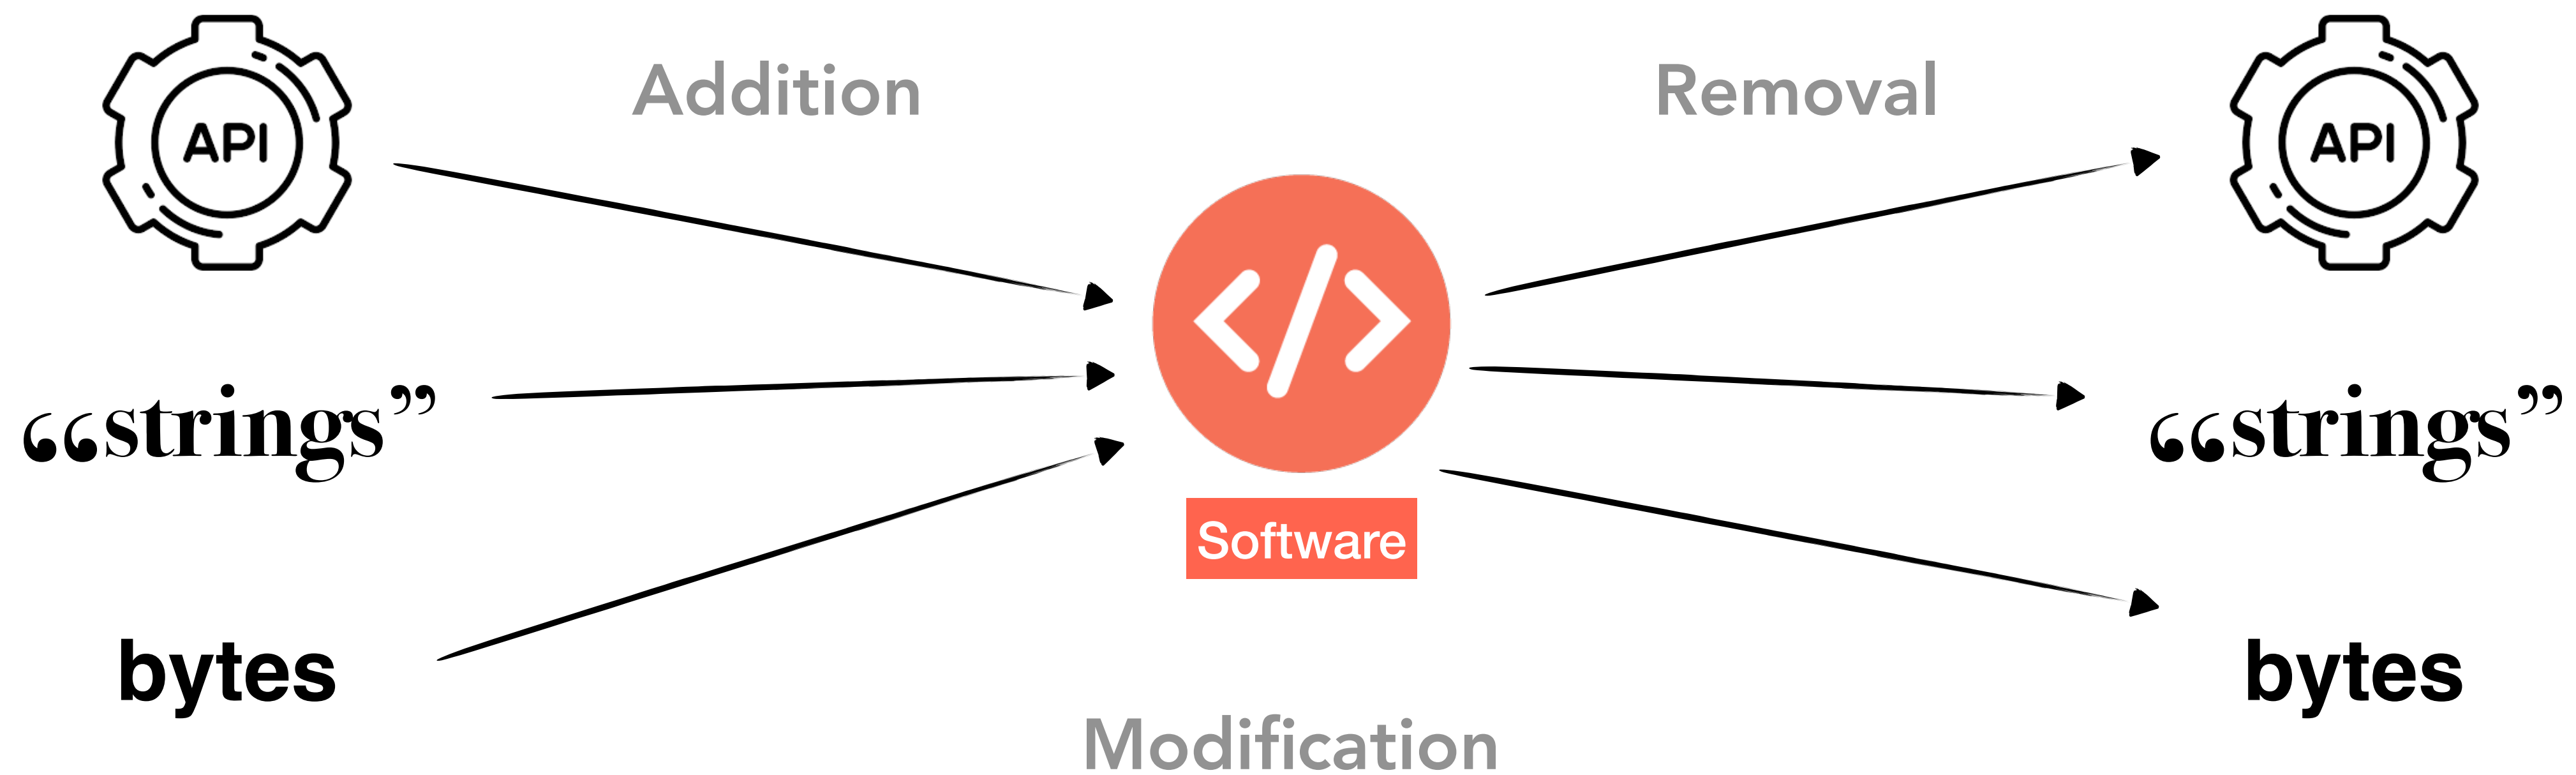 Addition
Removal
API
API
“strings”
“strings”
</>
Software
bytes
bytes
Modification